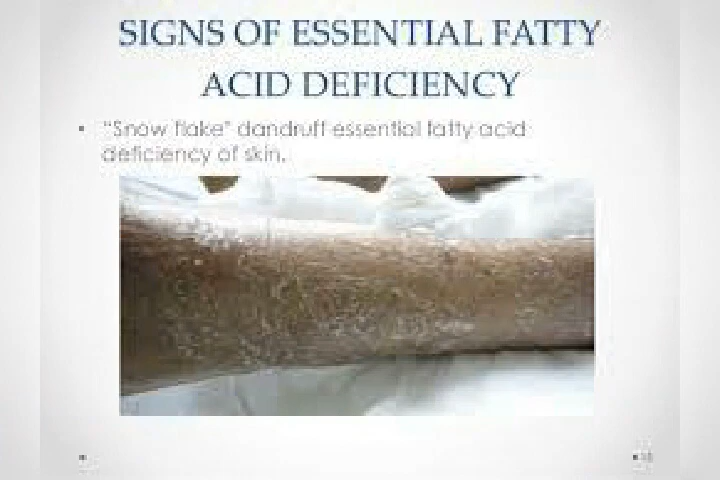 SIGNS OF ESSENTIAL FATTY
ACID DEFICIENCY
• "Snow flake" dandruff essential fatty acid
deficiency of skin.